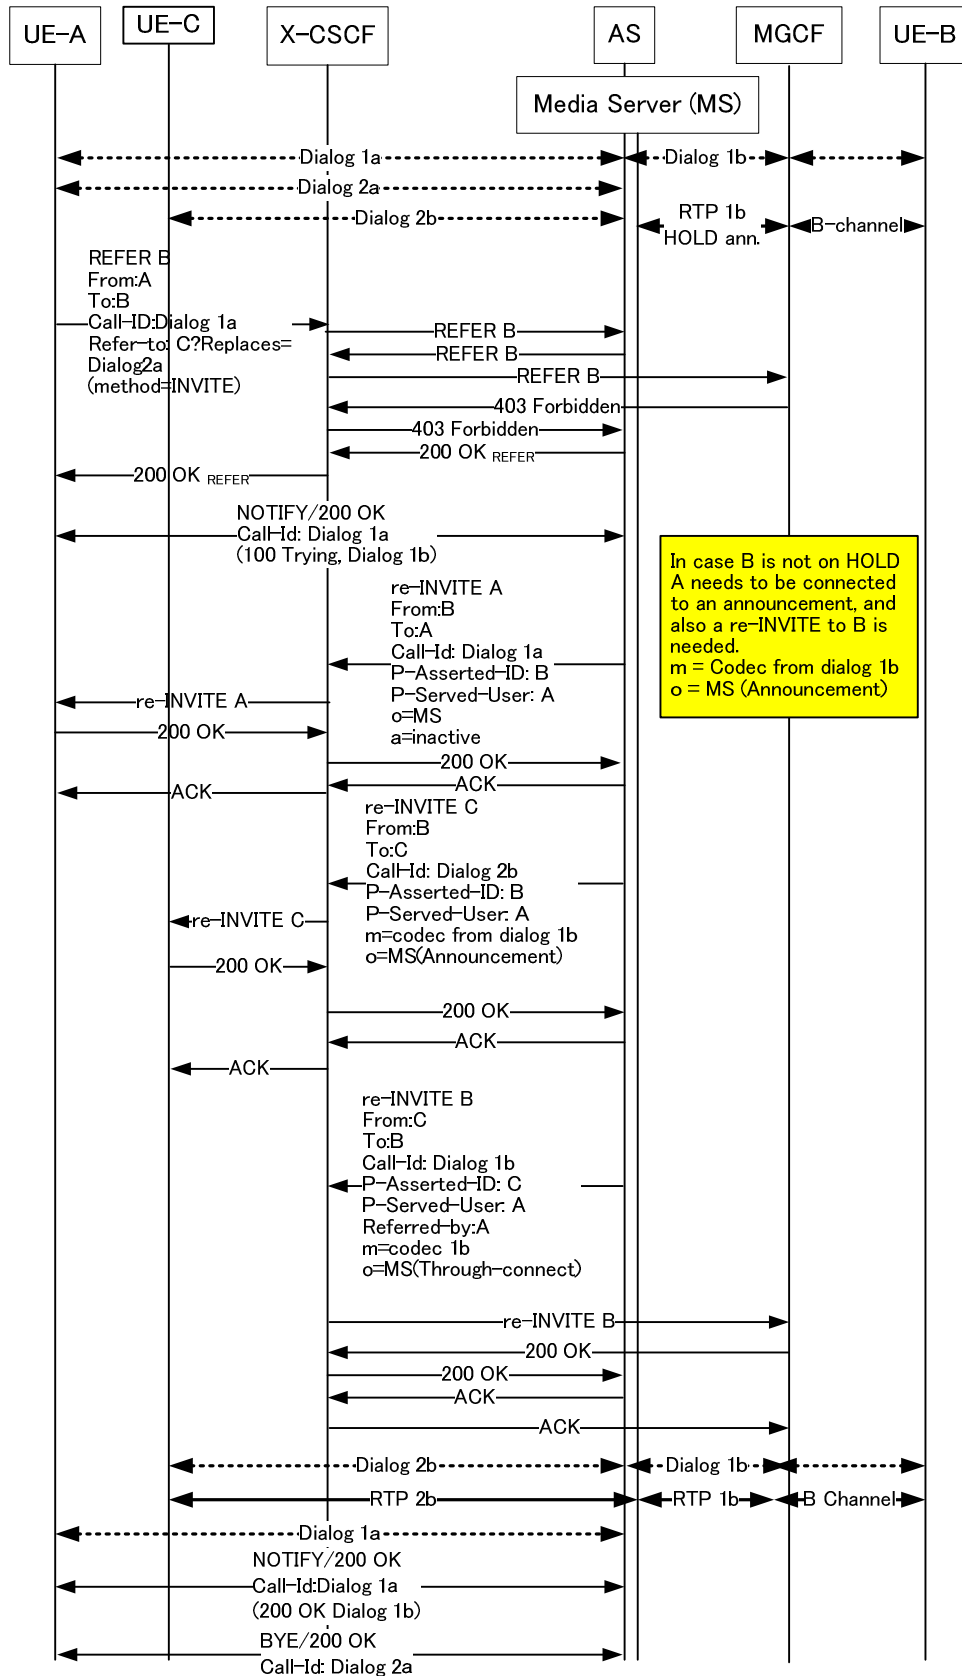 UE-A
UE-C
X-CSCF
AS
MGCF
UE-B
Media Server (MS)
Dialog 1a
Dialog 1b
Dialog 2a
Dialog 2b
RTP 1b
HOLD ann.
B-channel
REFER B
From:A
To:B
Call-ID:Dialog 1a
Refer-to: C?Replaces=
Dialog2a
(method=INVITE)
REFER B
REFER B
REFER B
403 Forbidden
403 Forbidden
200 OK REFER
200 OK REFER
NOTIFY/200 OK
Call-Id: Dialog 1a
(100 Trying, Dialog 1b)
In case B is not on HOLD
A needs to be connected
to an announcement, and
also a re-INVITE to B is
needed.
m = Codec from dialog 1b
o = MS (Announcement)
re-INVITE A
From:B
To:A
Call-Id: Dialog 1a
P-Asserted-ID: B
P-Served-User: A
o=MS
a=inactive
re-INVITE A
200 OK
200 OK
ACK
ACK
re-INVITE C
From:B
To:C
Call-Id: Dialog 2b
P-Asserted-ID: B
P-Served-User: A
m=codec from dialog 1b
o=MS(Announcement)
re-INVITE C
200 OK
200 OK
ACK
ACK
re-INVITE B
From:C
To:B
Call-Id: Dialog 1b
P-Asserted-ID: C
P-Served-User: A
Referred-by:A
m=codec 1b
o=MS(Through-connect)
re-INVITE B
200 OK
200 OK
ACK
ACK
Dialog 2b
Dialog 1b
RTP 2b
RTP 1b
B Channel
Dialog 1a
NOTIFY/200 OK
Call-Id:Dialog 1a
(200 OK Dialog 1b)
BYE/200 OK
Call-Id: Dialog 2a